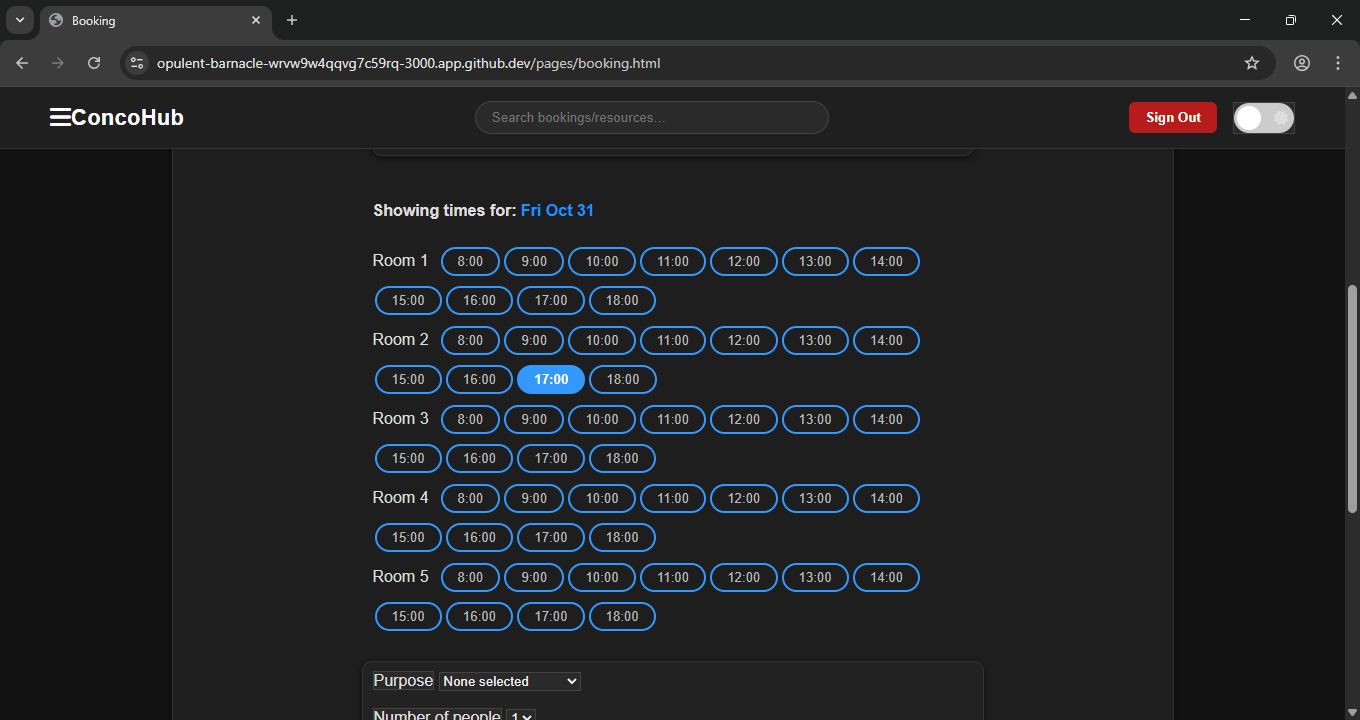 Booking
opulent-barnacle-wrvw9w4qqvg7c59rq-3000.app.github.dev/pages/booking.html
ConcoHub
Search bookings/resources...
Sign Out
Showing times for: Fri Oct 31
Room 1 8:00 9:00 10:00 11:00 12:00 13:00 14:00
15:00 16:00 17:00 18:00
Room 2 8:00 9:00 10:00 11:00 12:00 13:00 14:00
15:00 16:00 17:00 18:00
Room 3 8:00 9:00 10:00 11:00 12:00 13:00 14:00
15:00 16:00 17:00 18:00
Room 4 8:00 9:00 10:00 11:00 12:00 13:00 14:00
15:00 16:00 17:00 18:00
Room 5 8:00 9:00 10:00 11:00 12:00 13:00 14:00
15:00 16:00 17:00 18:00
Purpose None selected
Number of people 1